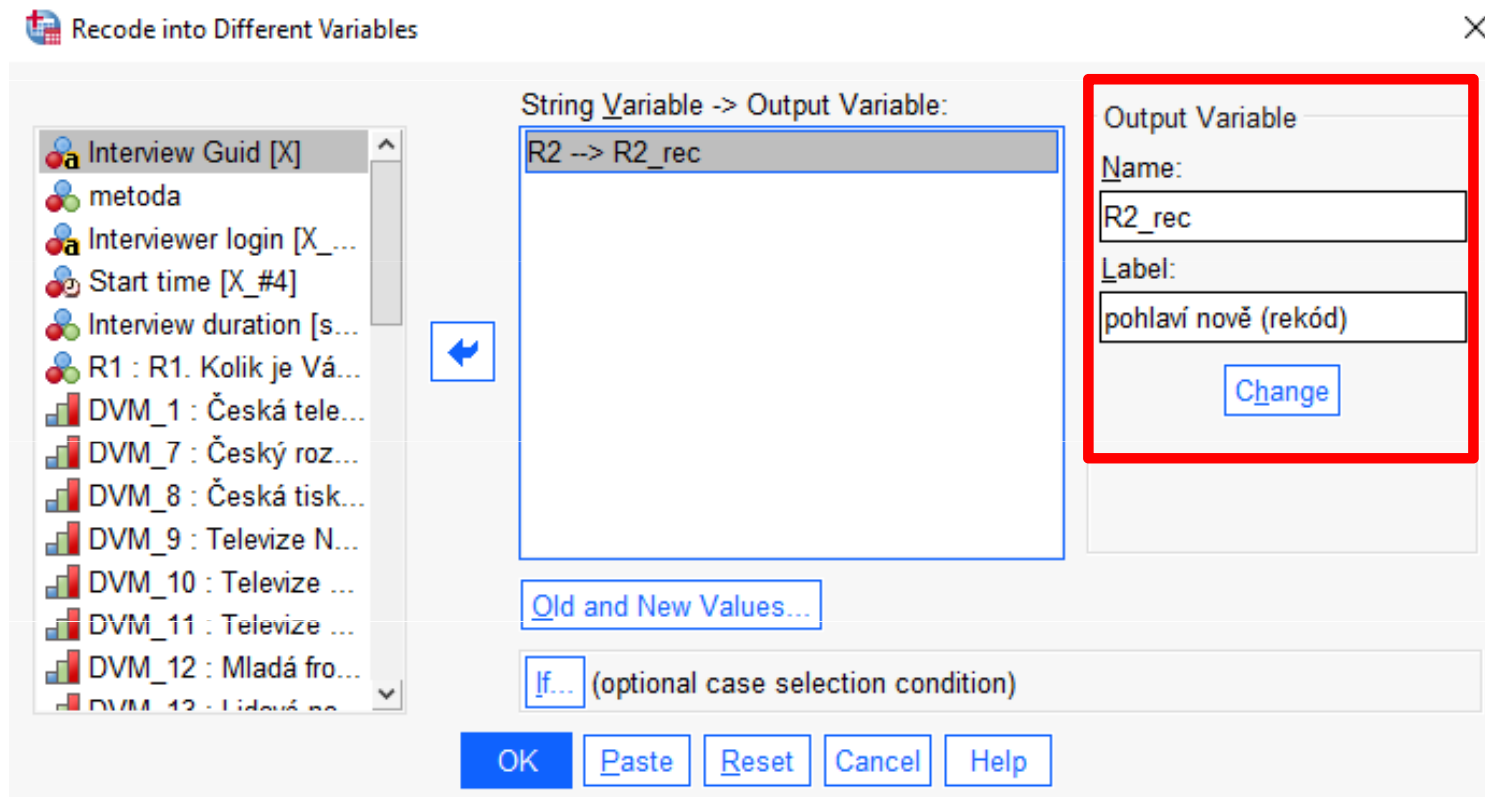 Recode into Different Variables
Interview Guid [X]
metoda
Interviewer login [X_...
Start time [X_#4]
Interview duration [s...
R1 : R1. Kolik je Vá...
DVM_1 : Česká tele...
DVM_7 : Český roz...
DVM_8 : Česká tisk...
DVM_9 : Televize N...
DVM_10 : Televize ...
DVM_11 : Televize ...
DVM_12 : Mladá fro...
DVM_13 : Lidové no...
String Variable -> Output Variable:
R2 --> R2_rec
Old and New Values...
If... (optional case selection condition)
Output Variable
Name:
R2_rec
Label:
pohlaví nově (rekód)
Change
OK Paste Reset Cancel Help